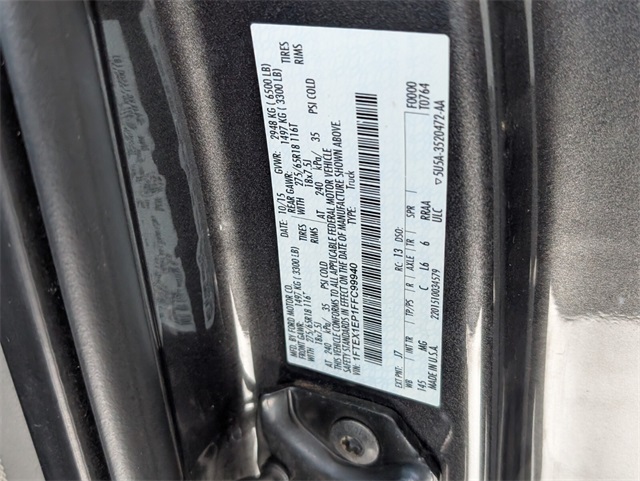 MFD. BY FORD MOTOR CO.
DATE: 10/15 GVWR: 2948 KG ( 6500 LB)
FRONT GAWR: 1497 KG ( 3300 LB) REAR GAWR: 1497 KG ( 3300 LB)
275/65R18 116T TIRES WITH 275/65R18 116T TIRES
18x7.5J RIMS 18x7.5J RIMS
AT 240 kPa/ 35 PSI COLD AT 240 kPa/ 35 PSI COLD
THIS VEHICLE CONFORMS TO ALL APPLICABLE FEDERAL MOTOR VEHICLE
SAFETY STANDARDS IN EFFECT ON THE DATE OF MANUFACTURE SHOWN ABOVE.
VIN: 1FTEX1EP1FFC99940 TYPE: Truck
F0000
T0764
EXT PNT: J7 RC: 13 DSO:
WB INT TR TP/PS R AXLE TR SPR
145 MG C L6 6 RRAA
MADE IN U.S.A. ULC
▽5U5A-3520472-AA
2201510034579